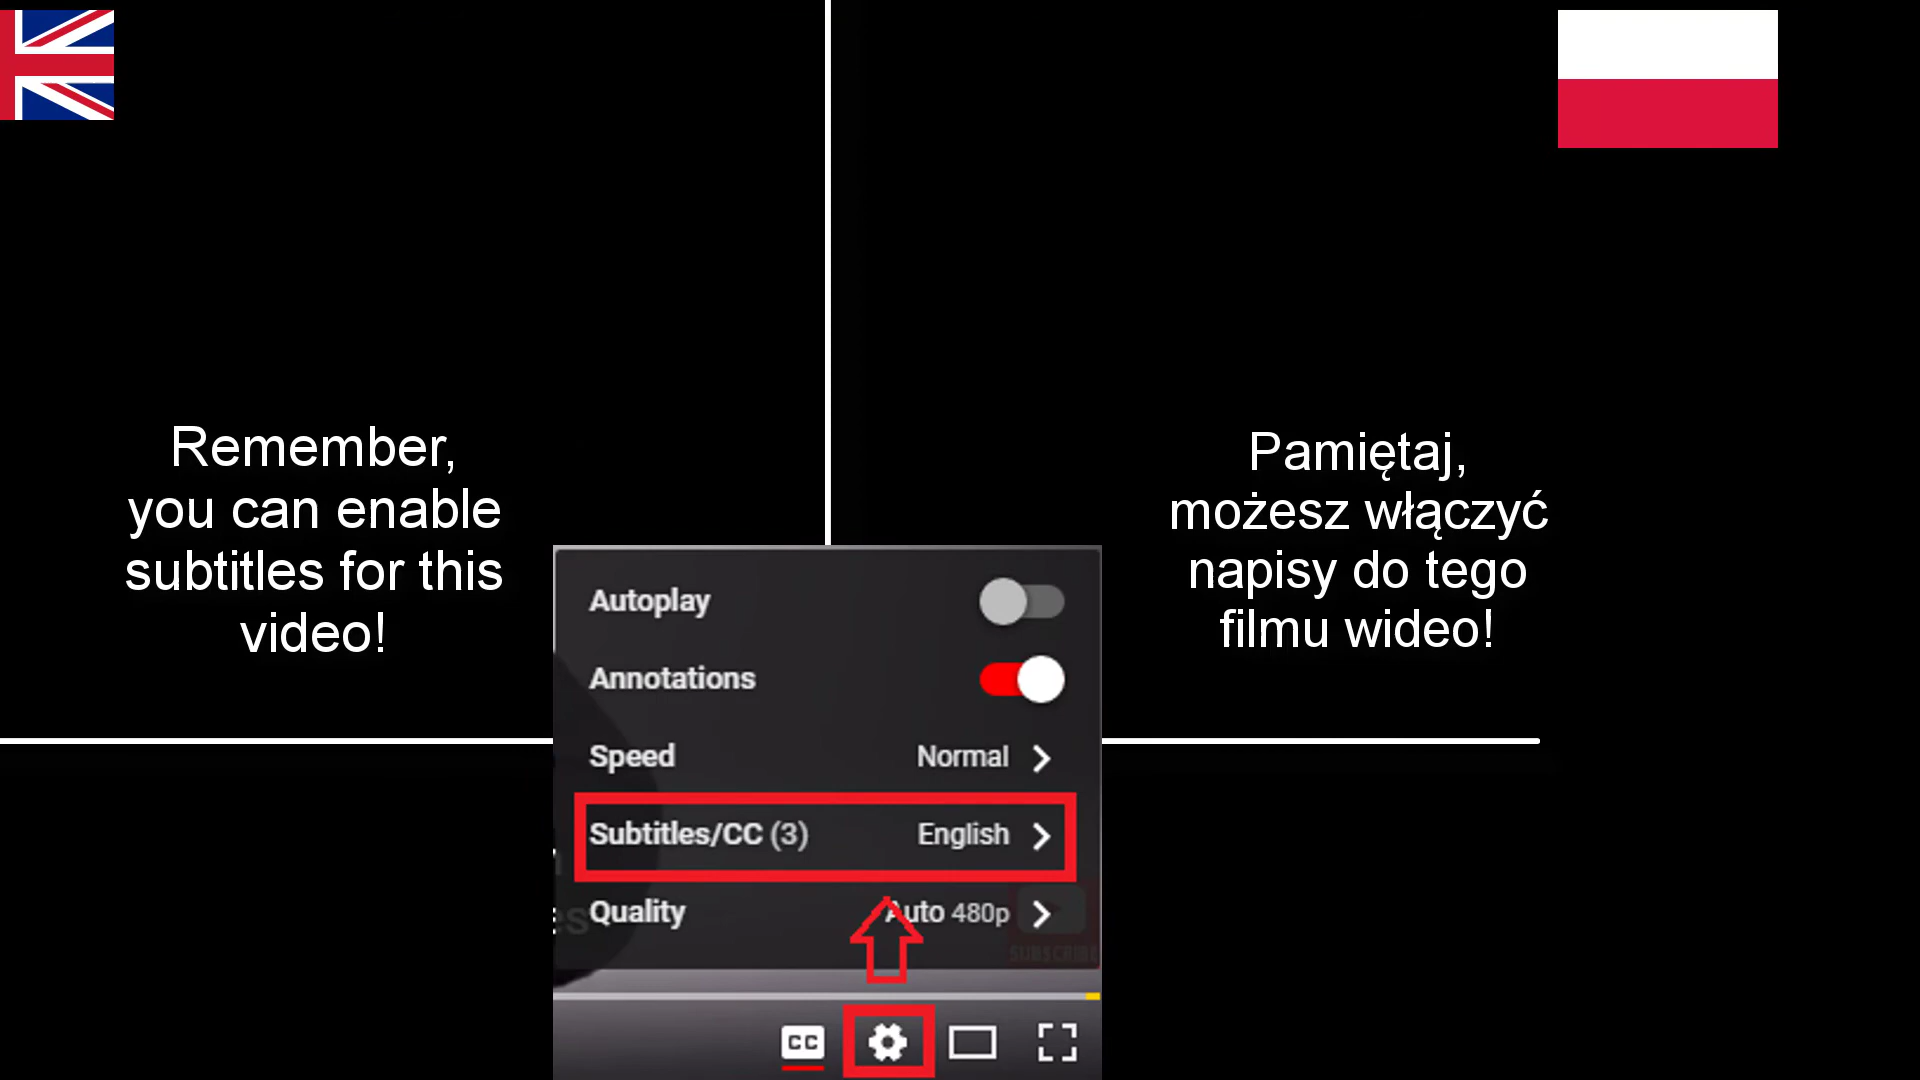 Remember,
you can enable
subtitles for this
video!
Pamiętaj,
możesz włączyć
napisy do tego
filmu wideo!
Autoplay
Annotations
Speed Normal
Subtitles/CC (3) English
Quality Auto 480p
SUBSCRIBE
CC